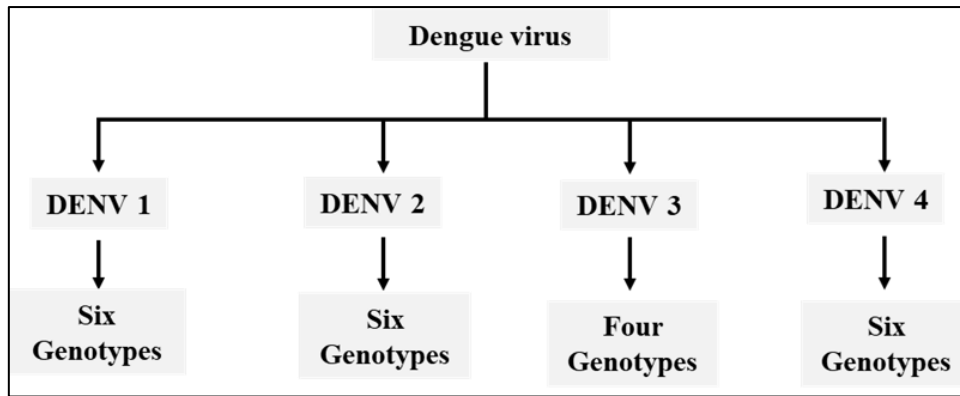 Dengue virus
DENV 1
DENV 2
DENV 3
DENV 4
Six
Genotypes
Six
Genotypes
Four
Genotypes
Six
Genotypes